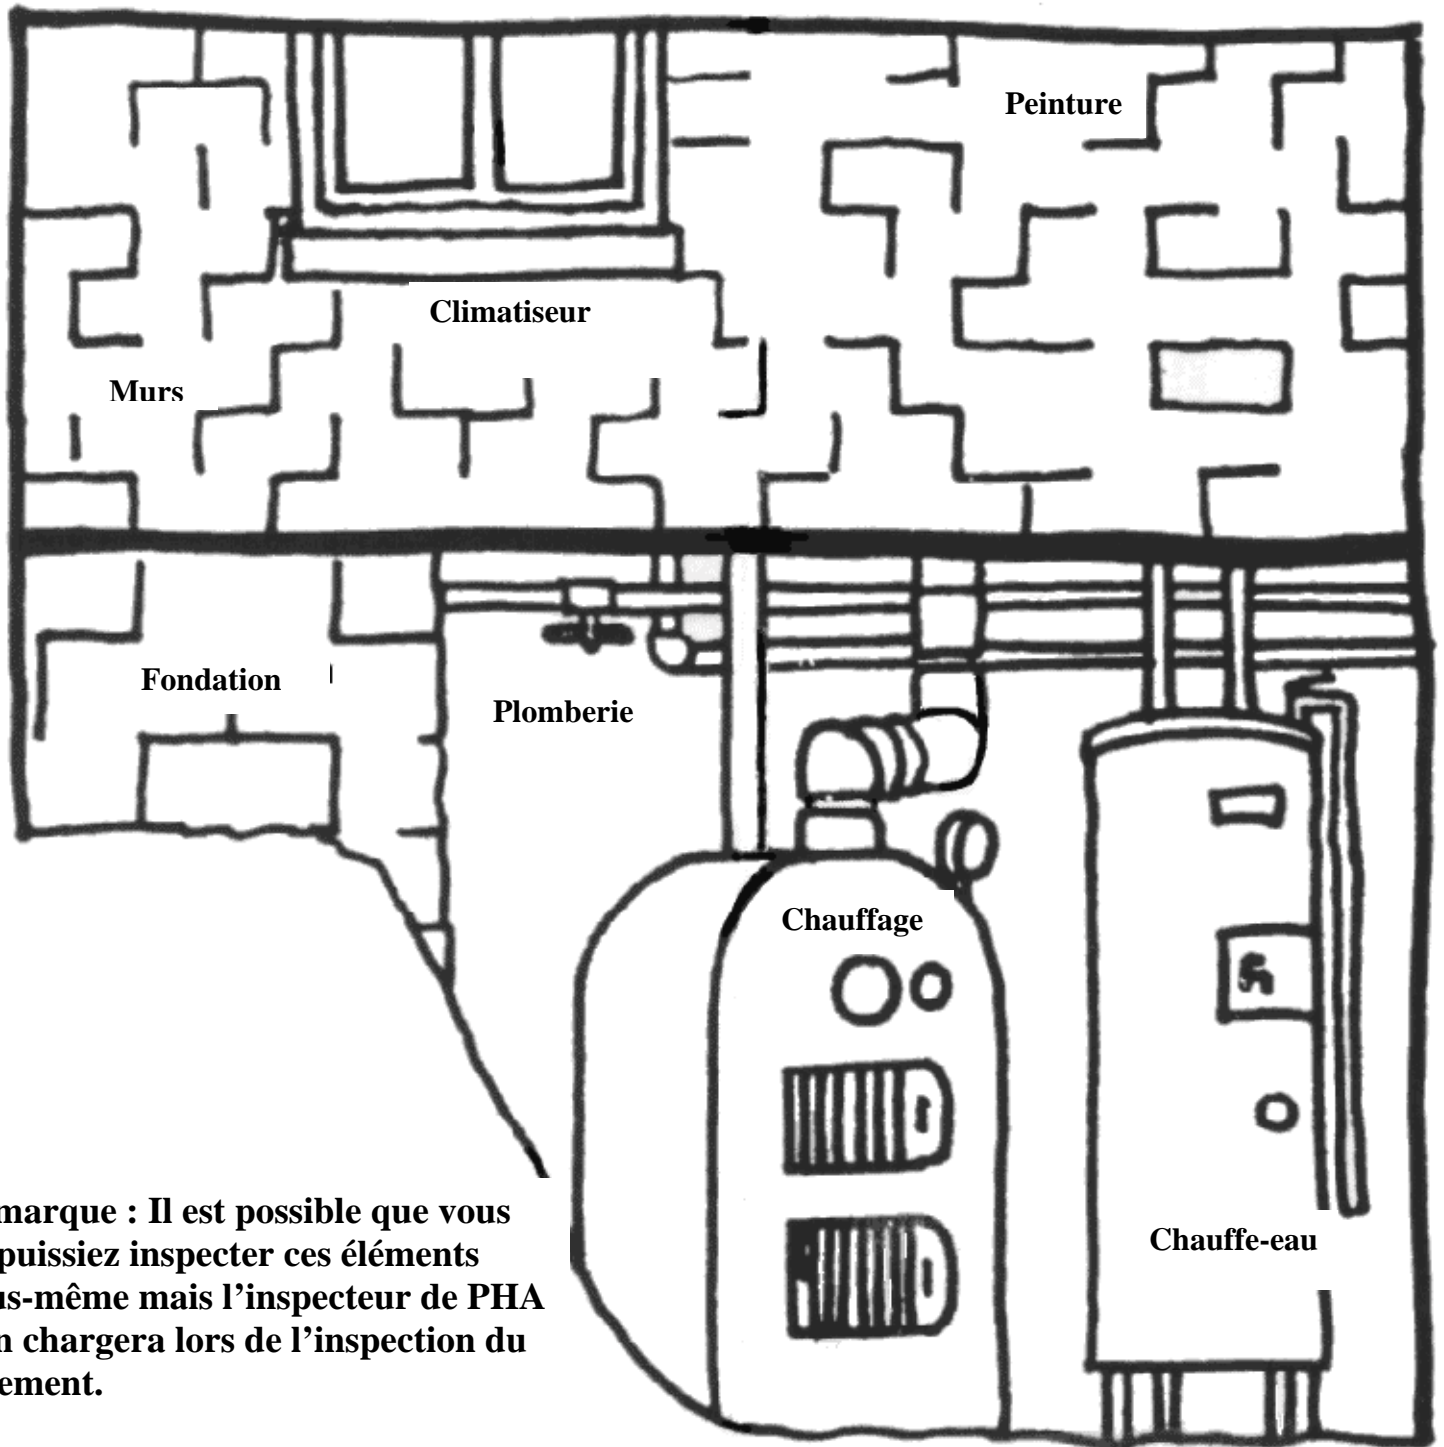 Peinture
Climatiseur
Murs
Fondation
Plomberie
Chauffage
Chauffe-eau
marque : Il est possible que vous
puissiez inspecter ces éléments
us-même mais l’inspecteur de PHA
n chargera lors de l’inspection du
ement.